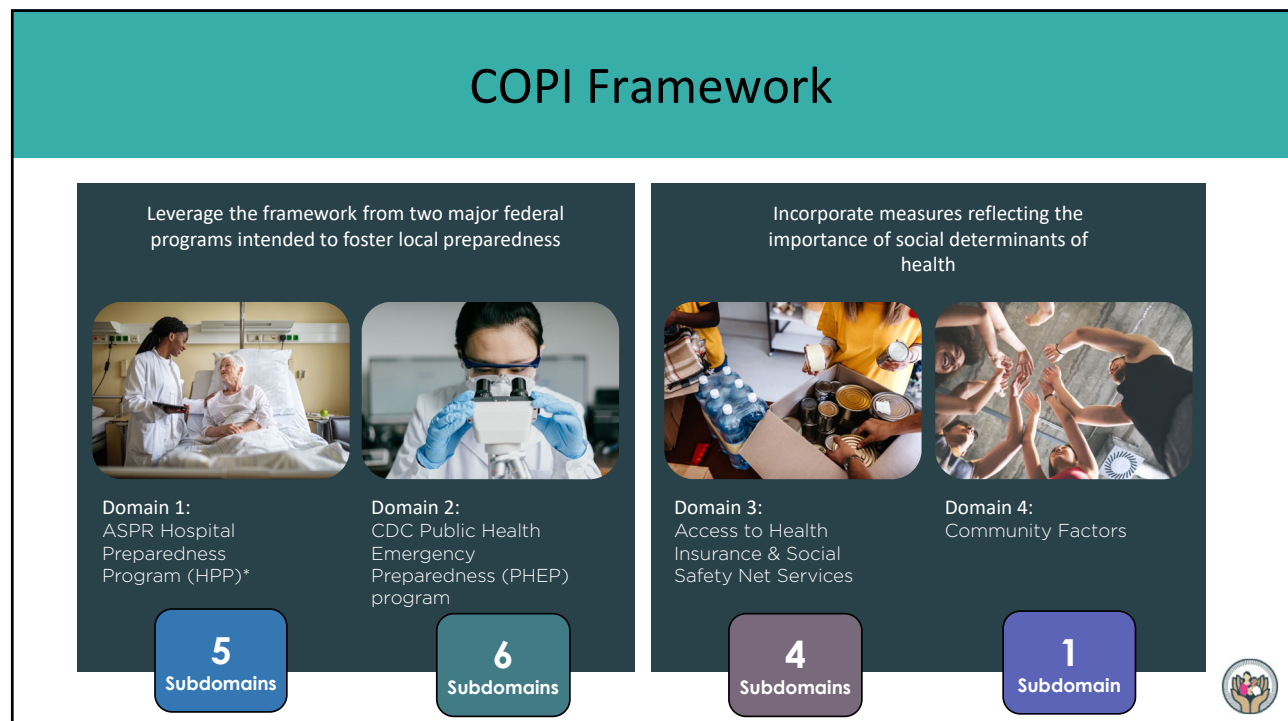 COPI Framework
Leverage the framework from two major federal
programs intended to foster local preparedness
Incorporate measures reflecting the
importance of social determinants of
health
Domain 1:
ASPR Hospital
Preparedness
Program (HPP)*
Domain 2:
CDC Public Health
Emergency
Preparedness (PHEP)
program
Domain 3:
Access to Health
Insurance & Social
Safety Net Services
Domain 4:
Community Factors
5
Subdomains
6
Subdomains
4
Subdomains
1
Subdomain